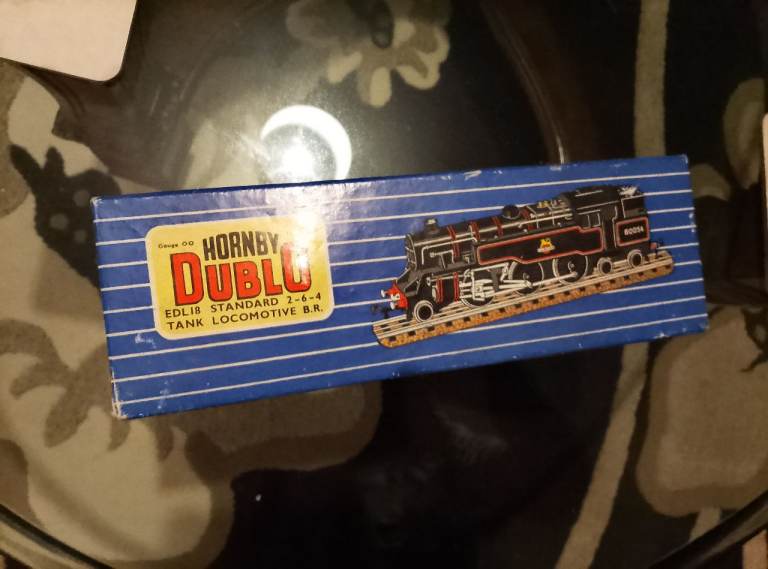 Gauge OO
HORNBY
DUBLO
EDL18 STANDARD 2-6-4
TANK LOCOMOTIVE B.R.
80054